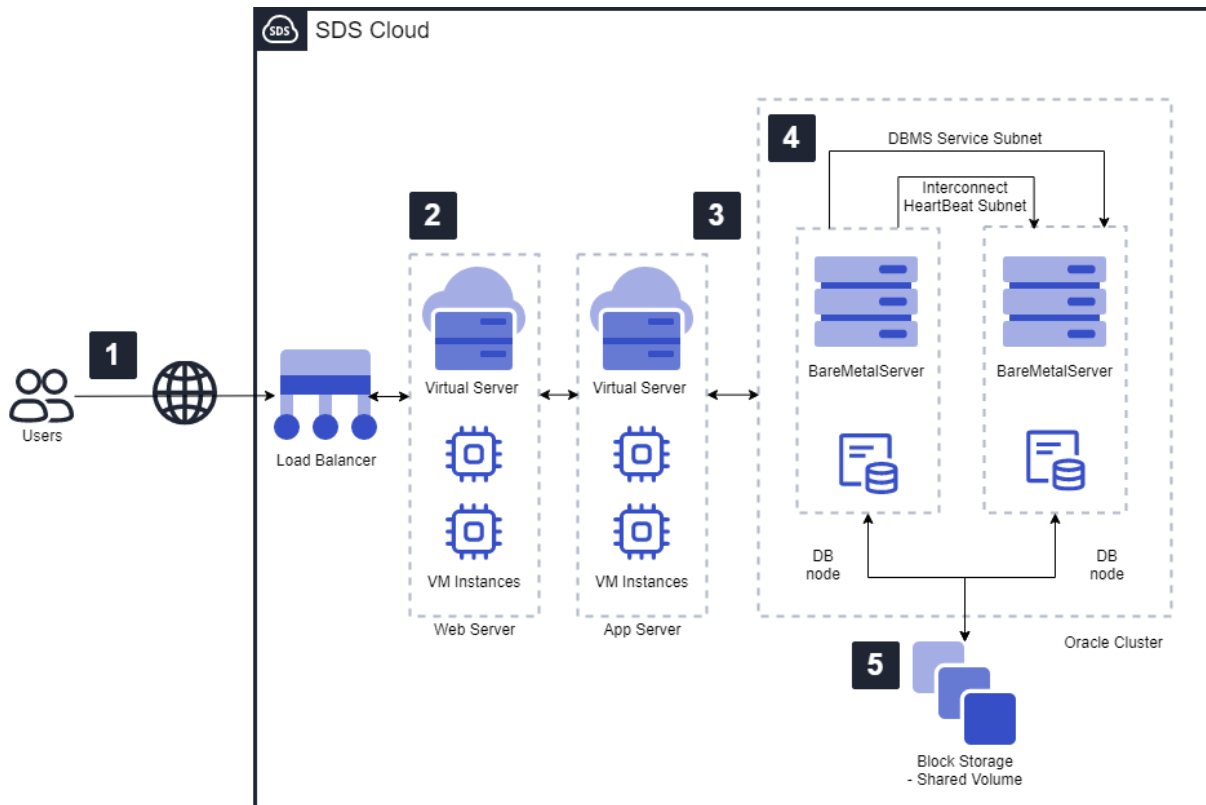 SDS
SDS Cloud
4
DBMS Service Subnet
Interconnect
HeartBeat Subnet
2
3
1
Virtual Server
Virtual Server
BareMetalServer
BareMetalServer
Users
Load Balancer
VM Instances
VM Instances
DB
node
DB
node
Web Server
App Server
Oracle Cluster
5
Block Storage
- Shared Volume